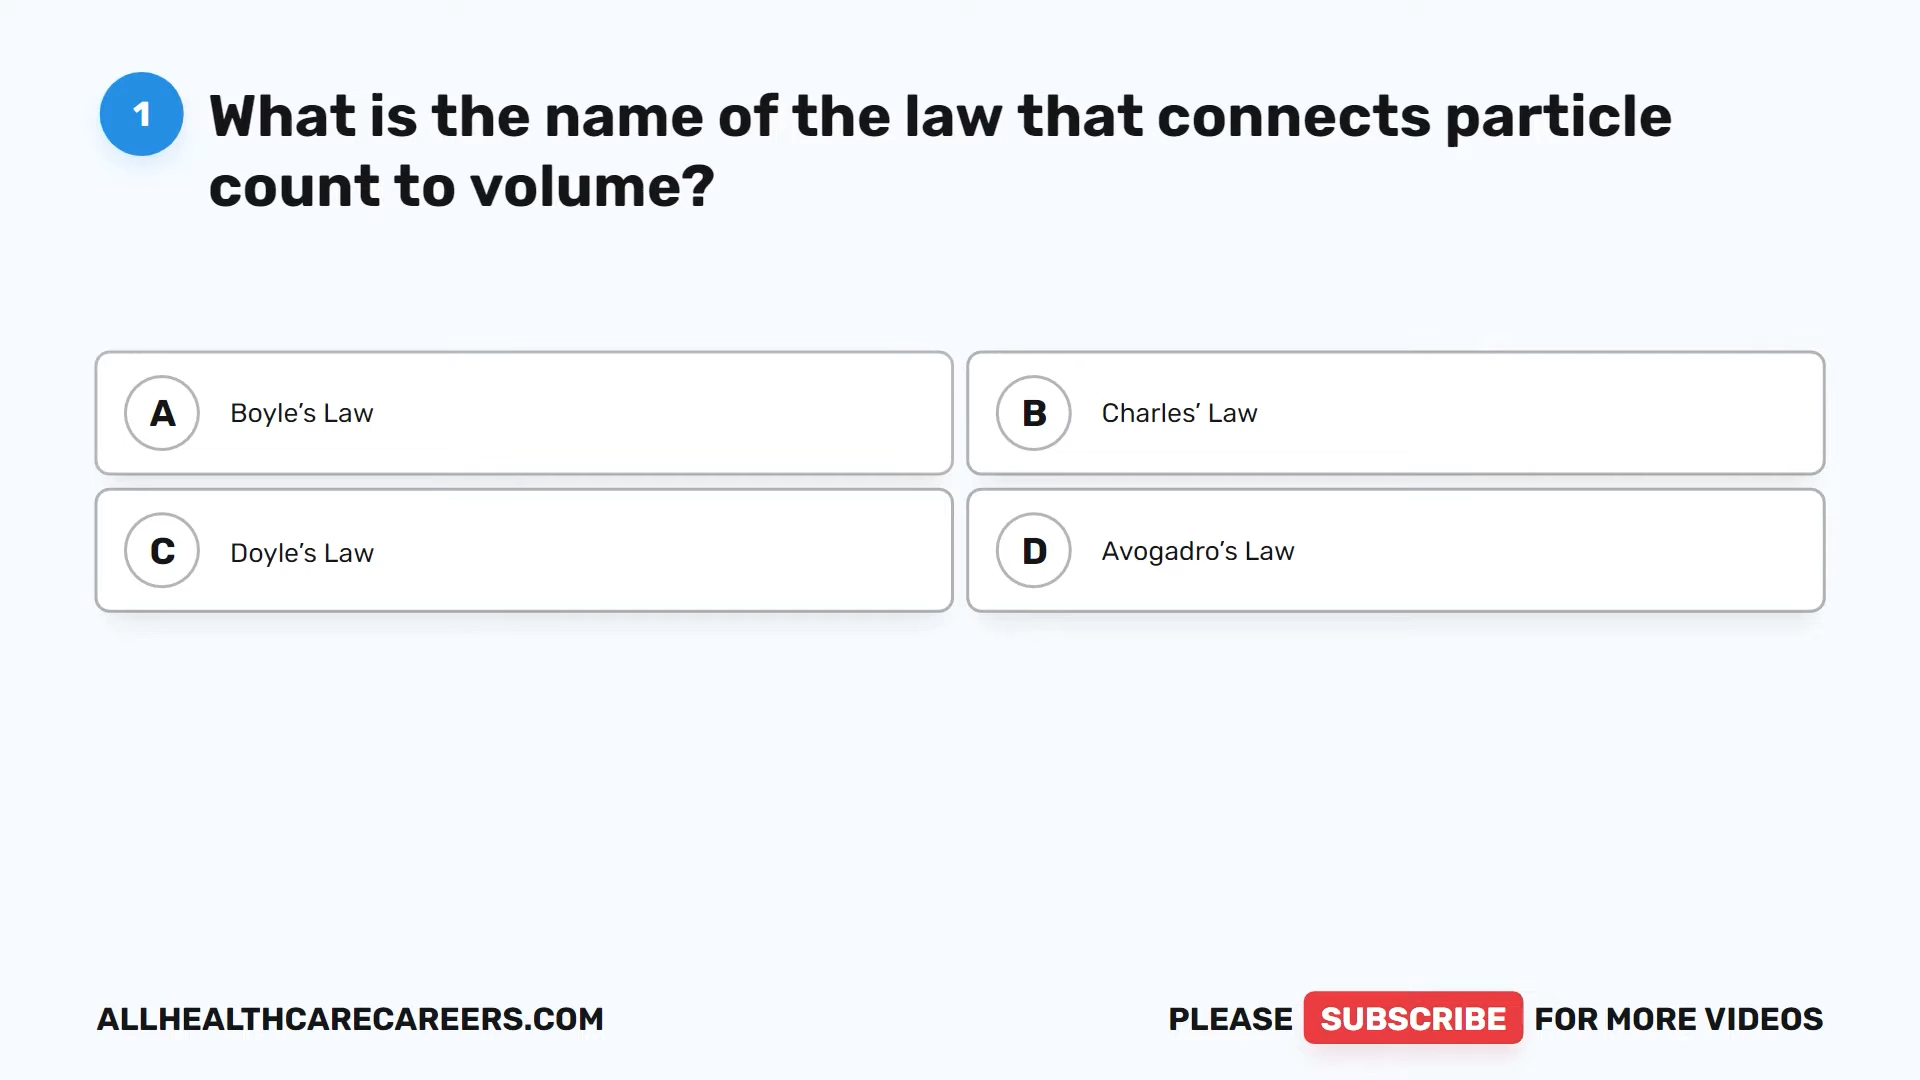 1
What is the name of the law that connects particle
count to volume?
A Boyle’s Law
B Charles’ Law
C Doyle’s Law
D Avogadro’s Law
ALLHEALTHCARECAREERS.COM
PLEASE SUBSCRIBE FOR MORE VIDEOS